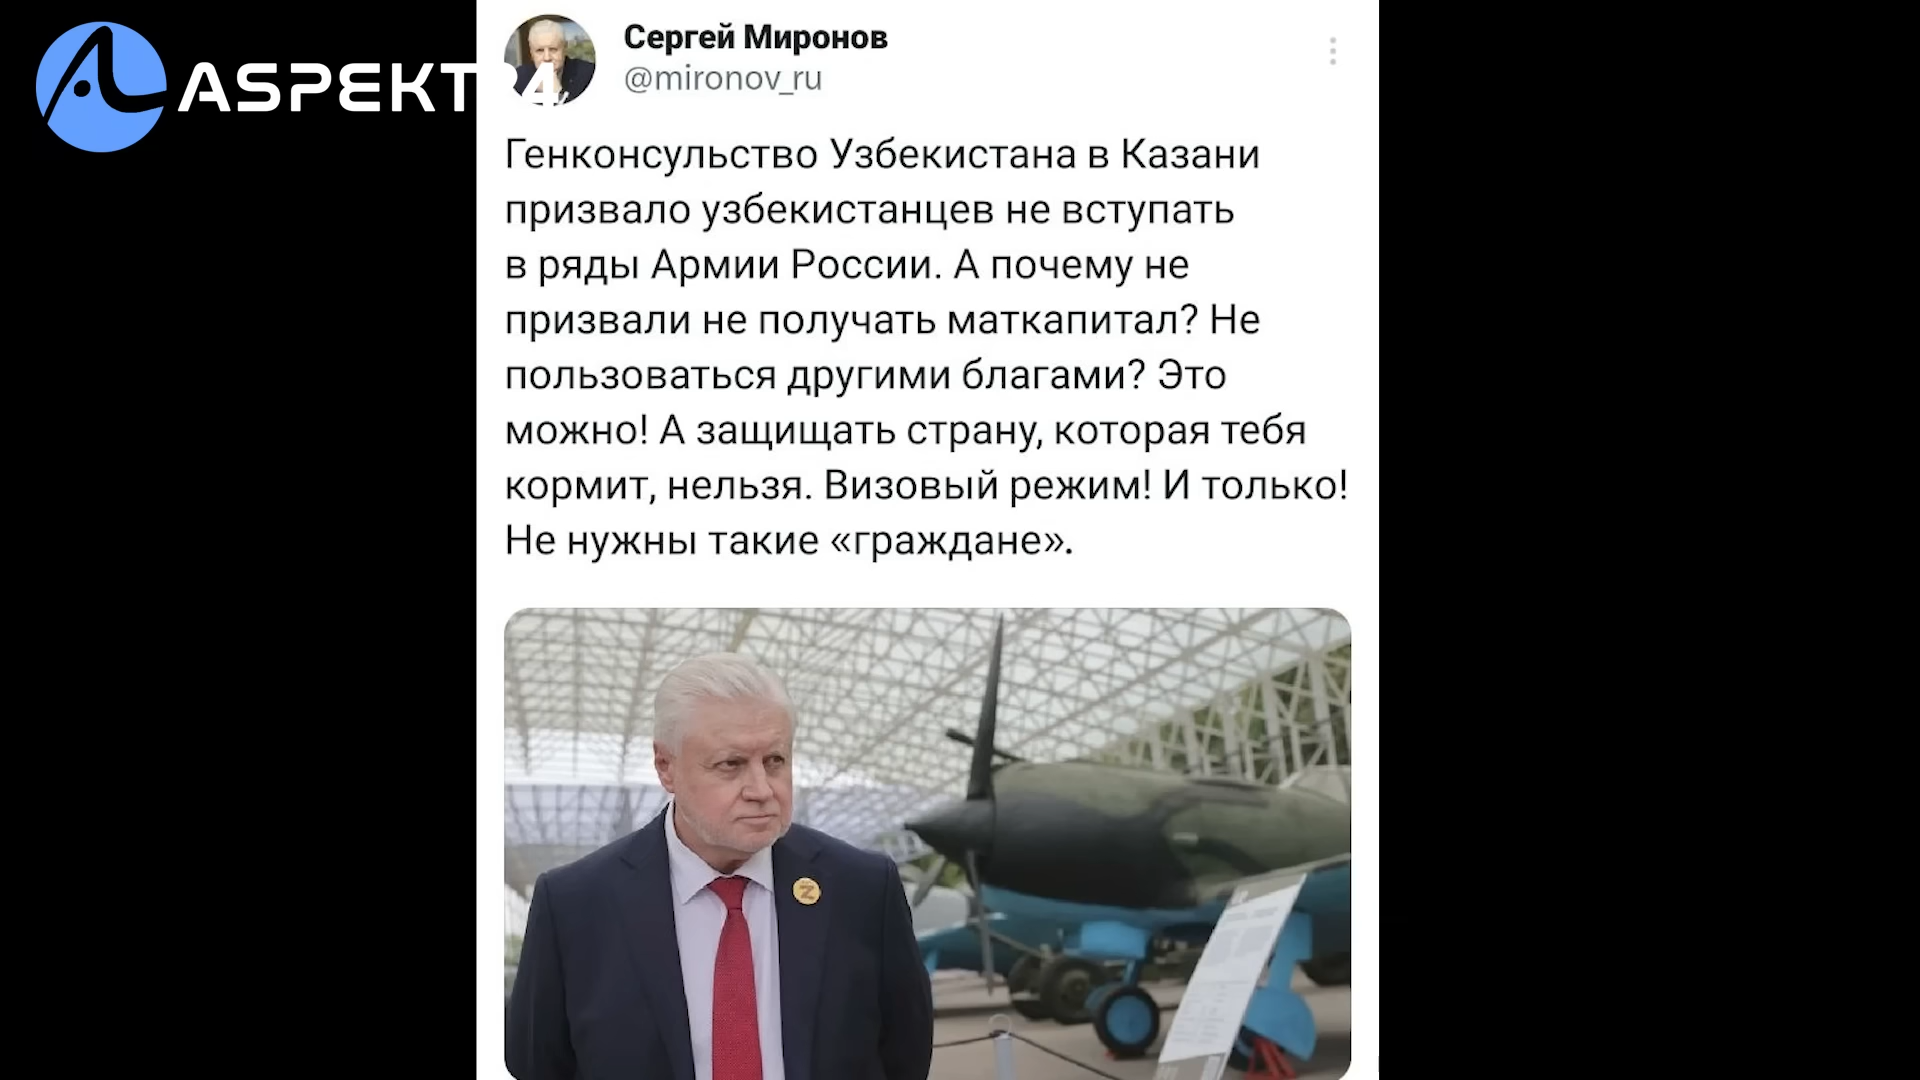 ASPEKT24
Сергей Миронов
@mironov_ru
Генконсульство Узбекистана в Казани
призвало узбекистанцев не вступать
в ряды Армии России. А почему не
призвали не получать маткапитал? Не
пользоваться другими благами? Это
можно! А защищать страну, которая тебя
кормит, нельзя. Визовый режим! И только!
Не нужны такие «граждане».
Z